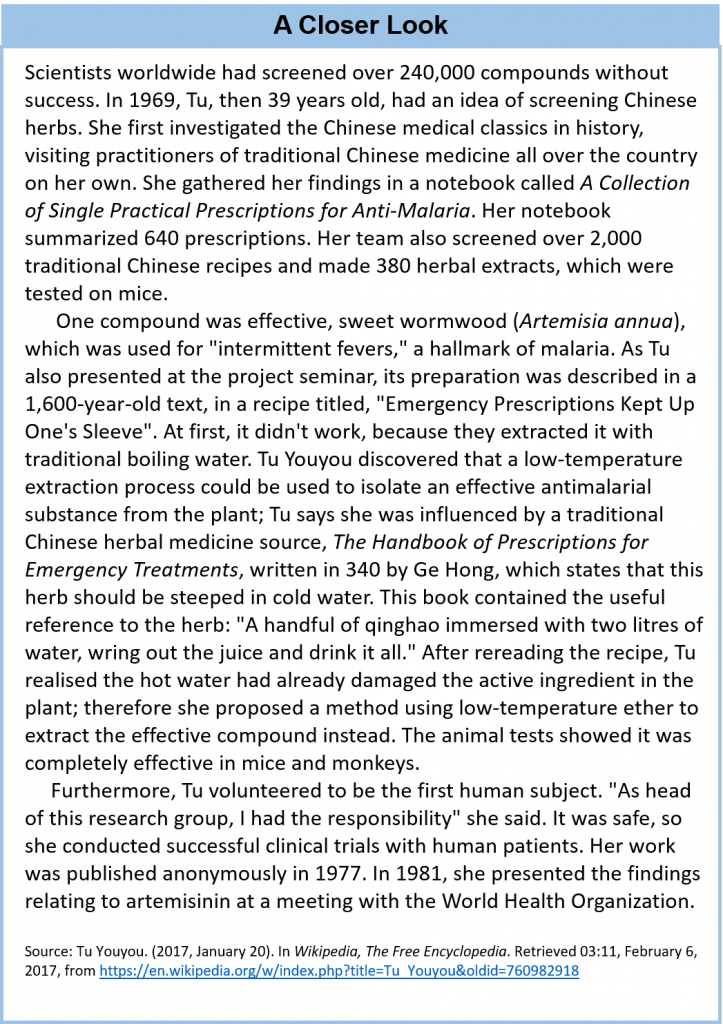 A Closer Look
Scientists worldwide had screened over 240,000 compounds without
success. In 1969, Tu, then 39 years old, had an idea of screening Chinese
herbs. She first investigated the Chinese medical classics in history,
visiting practitioners of traditional Chinese medicine all over the country
on her own. She gathered her findings in a notebook called A Collection
of Single Practical Prescriptions for Anti-Malaria. Her notebook
summarized 640 prescriptions. Her team also screened over 2,000
traditional Chinese recipes and made 380 herbal extracts, which were
tested on mice.
One compound was effective, sweet wormwood (Artemisia annua),
which was used for "intermittent fevers," a hallmark of malaria. As Tu
also presented at the project seminar, its preparation was described in a
1,600-year-old text, in a recipe titled, "Emergency Prescriptions Kept Up
One's Sleeve". At first, it didn't work, because they extracted it with
traditional boiling water. Tu Youyou discovered that a low-temperature
extraction process could be used to isolate an effective antimalarial
substance from the plant; Tu says she was influenced by a traditional
Chinese herbal medicine source, The Handbook of Prescriptions for
Emergency Treatments, written in 340 by Ge Hong, which states that this
herb should be steeped in cold water. This book contained the useful
reference to the herb: "A handful of qinghao immersed with two litres of
water, wring out the juice and drink it all." After rereading the recipe, Tu
realised the hot water had already damaged the active ingredient in the
plant; therefore she proposed a method using low-temperature ether to
extract the effective compound instead. The animal tests showed it was
completely effective in mice and monkeys.
Furthermore, Tu volunteered to be the first human subject. "As head
of this research group, I had the responsibility" she said. It was safe, so
she conducted successful clinical trials with human patients. Her work
was published anonymously in 1977. In 1981, she presented the findings
relating to artemisinin at a meeting with the World Health Organization.
Source: Tu Youyou. (2017, January 20). In Wikipedia, The Free Encyclopedia. Retrieved 03:11, February 6,
2017, from https://en.wikipedia.org/w/index.php?title=Tu_Youyou&oldid=760982918